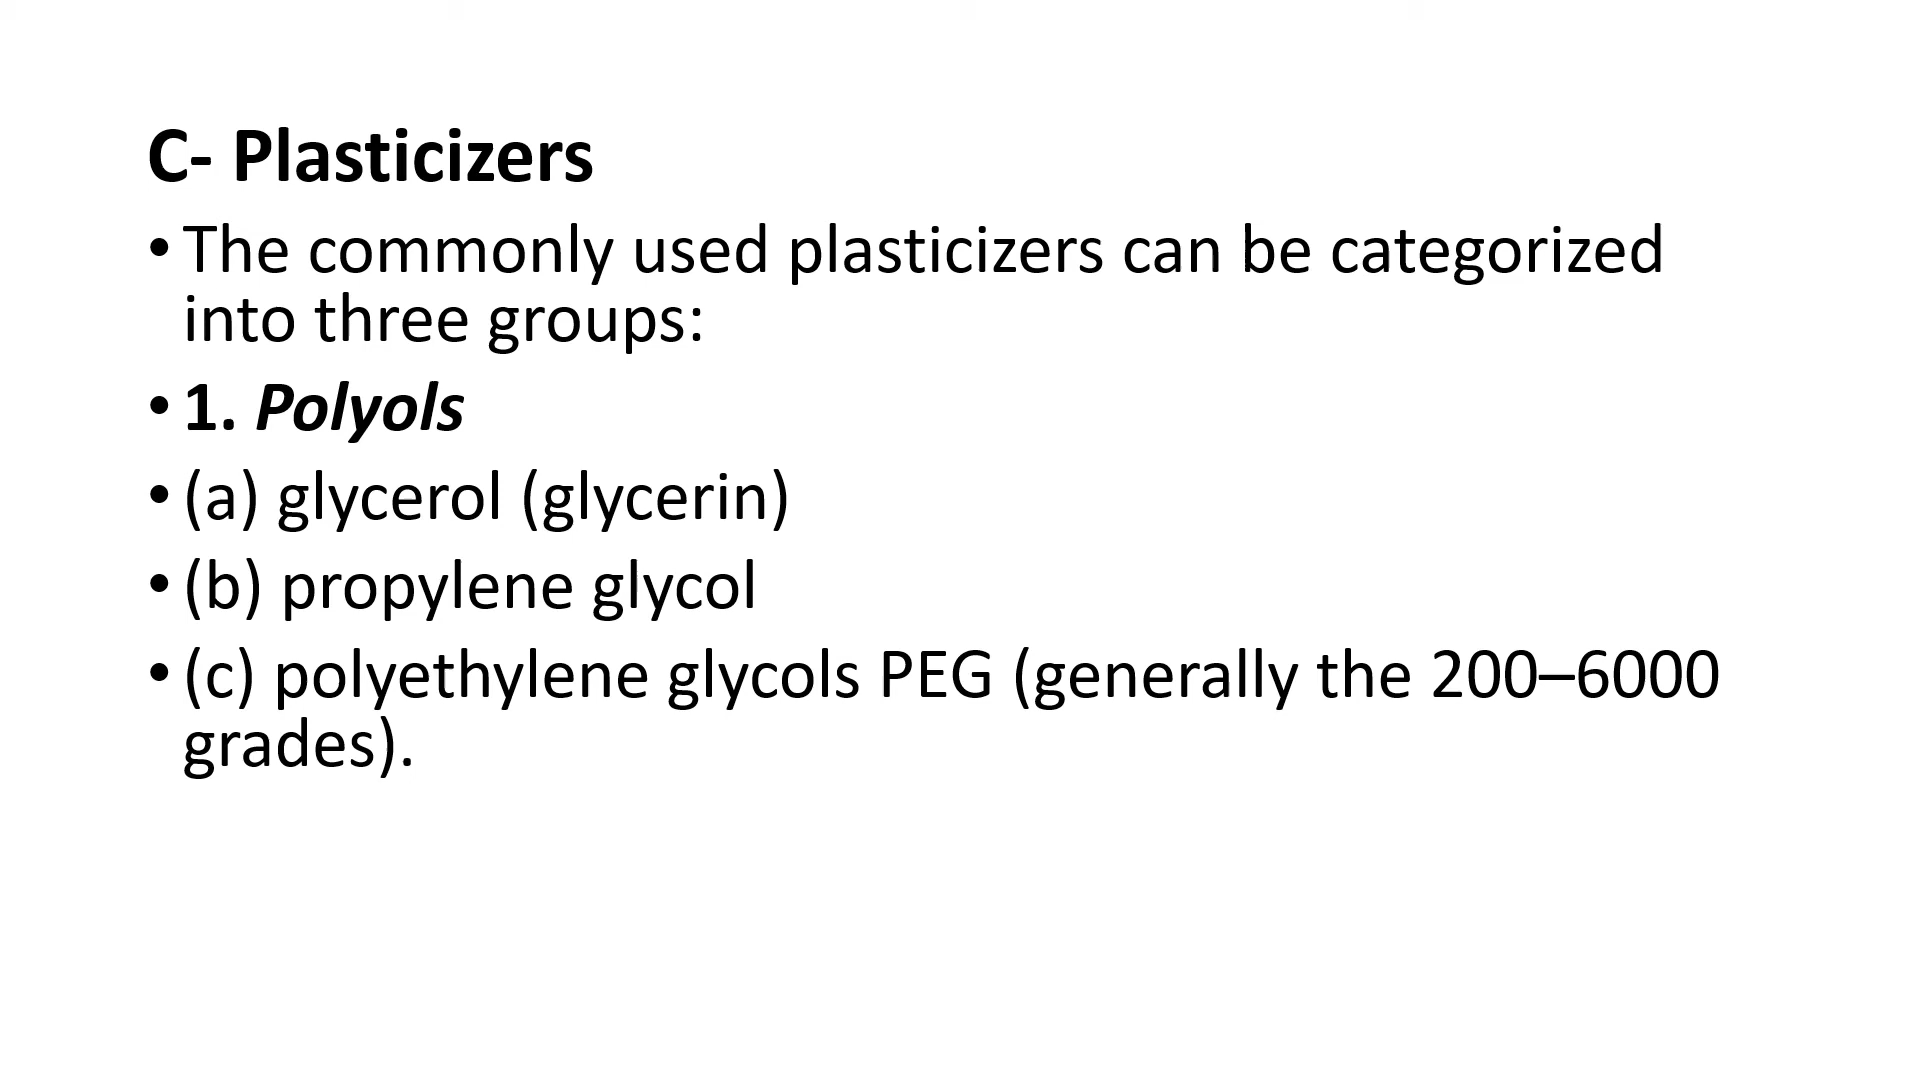 C- Plasticizers
• The commonly used plasticizers can be categorized
into three groups:
• 1. Polyols
• (a) glycerol (glycerin)
• (b) propylene glycol
• (c) polyethylene glycols PEG (generally the 200–6000
grades).